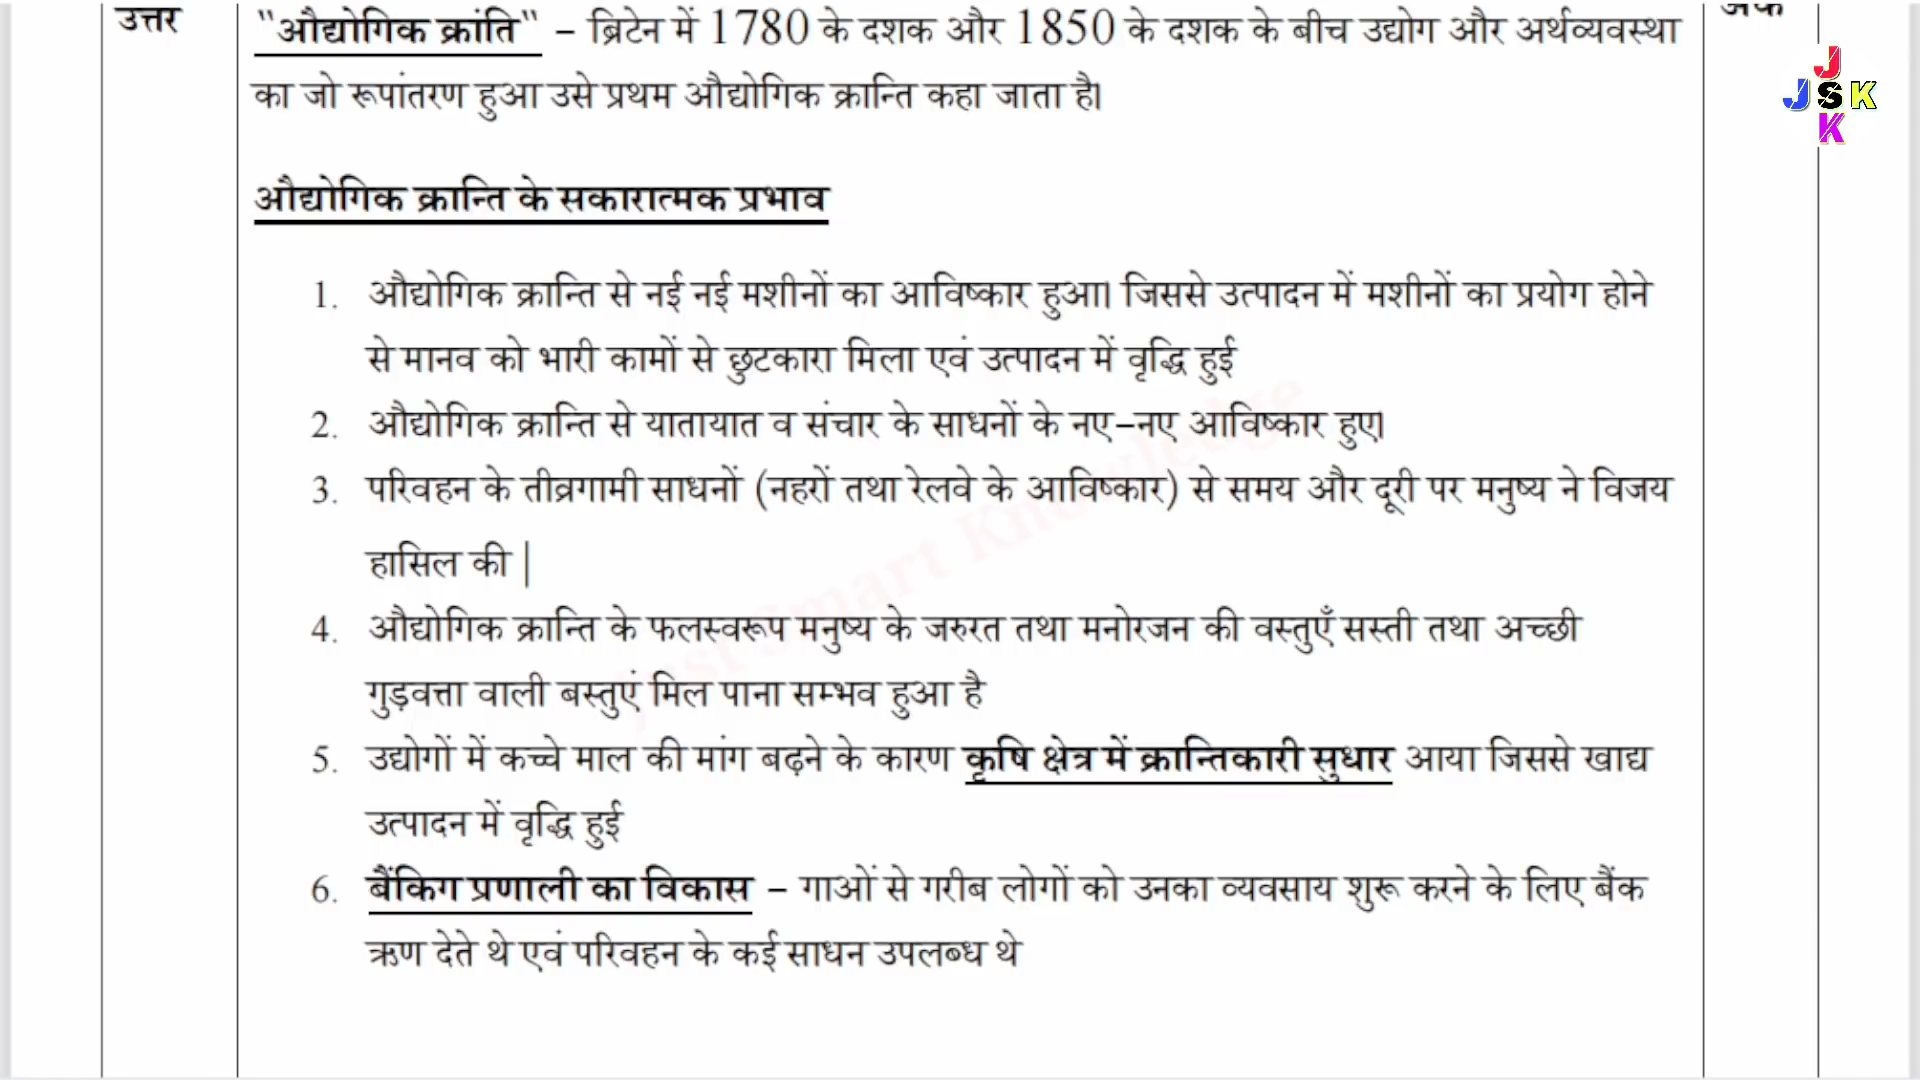 उत्तर
"औद्योगिक क्रांति" – ब्रिटेन में 1780 के दशक और 1850 के दशक के बीच उद्योग और अर्थव्यवस्था
का जो रूपांतरण हुआ उसे प्रथम औद्योगिक क्रान्ति कहा जाता है।
J
J S K
K
औद्योगिक क्रान्ति के सकारात्मक प्रभाव
1. औद्योगिक क्रान्ति से नई नई मशीनों का आविष्कार हुआ। जिससे उत्पादन में मशीनों का प्रयोग होने
से मानव को भारी कामों से छुटकारा मिला एवं उत्पादन में वृद्धि हुई
2. औद्योगिक क्रान्ति से यातायात व संचार के साधनों के नए–नए आविष्कार हुए।
3. परिवहन के तीव्रगामी साधनों (नहरों तथा रेलवे के आविष्कार) से समय और दूरी पर मनुष्य ने विजय
हासिल की |
4. औद्योगिक क्रान्ति के फलस्वरूप मनुष्य के जरुरत तथा मनोरजन की वस्तुएँ सस्ती तथा अच्छी
गुड़वत्ता वाली बस्तुएं मिल पाना सम्भव हुआ है
5. उद्योगों में कच्चे माल की मांग बढ़ने के कारण कृषि क्षेत्र में क्रान्तिकारी सुधार आया जिससे खाद्य
उत्पादन में वृद्धि हुई
6. बैंकिग प्रणाली का विकास – गाओं से गरीब लोगों को उनका व्यवसाय शुरू करने के लिए बैंक
ऋण देते थे एवं परिवहन के कई साधन उपलब्ध थे
Just Smart Knowledge